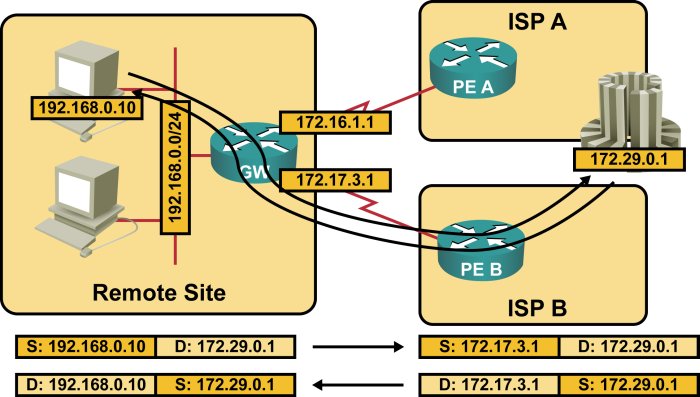 ISP A
PE A
192.168.0.10
192.168.0.0/24
172.16.1.1
GW
172.29.0.1
172.17.3.1
PE B
Remote Site
ISP B
S: 192.168.0.10 D: 172.29.0.1
S: 172.17.3.1 D: 172.29.0.1
D: 192.168.0.10 S: 172.29.0.1
D: 172.17.3.1 S: 172.29.0.1